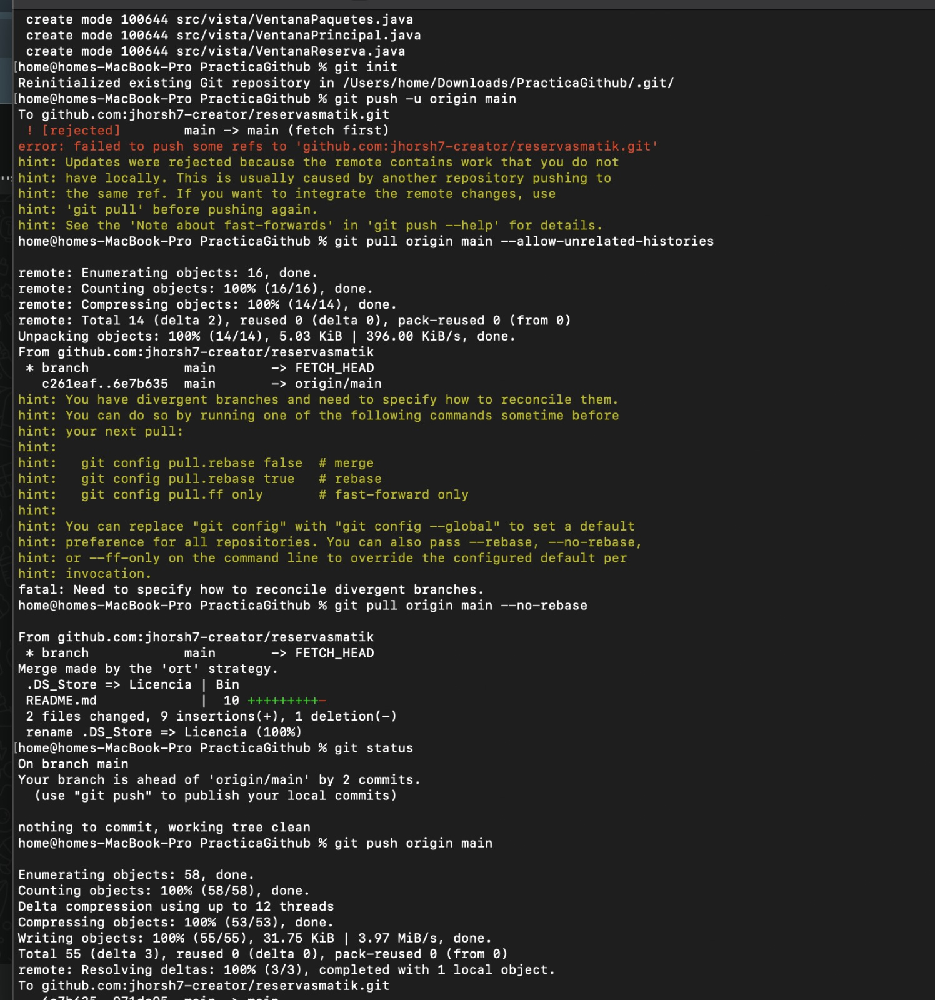 create mode 100644 src/vista/VentanaPaquetes.java
create mode 100644 src/vista/VentanaPrincipal.java
create mode 100644 src/vista/VentanaReserva.java
[home@homes-MacBook-Pro PracticaGithub % git init
Reinitialized existing Git repository in /Users/home/Downloads/PracticaGithub/.git/
[home@homes-MacBook-Pro PracticaGithub % git push -u origin main
To github.com:jhorsh7-creator/reservasmatik.git
! [rejected]        main -> main (fetch first)
error: failed to push some refs to 'github.com:jhorsh7-creator/reservasmatik.git'
hint: Updates were rejected because the remote contains work that you do not
hint: have locally. This is usually caused by another repository pushing to
hint: the same ref. If you want to integrate the remote changes, use
hint: 'git pull' before pushing again.
hint: See the 'Note about fast-forwards' in 'git push --help' for details.
home@homes-MacBook-Pro PracticaGithub % git pull origin main --allow-unrelated-histories
remote: Enumerating objects: 16, done.
remote: Counting objects: 100% (16/16), done.
remote: Compressing objects: 100% (14/14), done.
remote: Total 14 (delta 2), reused 0 (delta 0), pack-reused 0 (from 0)
Unpacking objects: 100% (14/14), 5.03 KiB | 396.00 KiB/s, done.
From github.com:jhorsh7-creator/reservasmatik
* branch            main       -> FETCH_HEAD
c261eaf..6e7b635  main       -> origin/main
hint: You have divergent branches and need to specify how to reconcile them.
hint: You can do so by running one of the following commands sometime before
hint: your next pull:
hint:
hint:   git config pull.rebase false  # merge
hint:   git config pull.rebase true   # rebase
hint:   git config pull.ff only       # fast-forward only
hint:
hint: You can replace "git config" with "git config --global" to set a default
hint: preference for all repositories. You can also pass --rebase, --no-rebase,
hint: or --ff-only on the command line to override the configured default per
hint: invocation.
fatal: Need to specify how to reconcile divergent branches.
home@homes-MacBook-Pro PracticaGithub % git pull origin main --no-rebase
From github.com:jhorsh7-creator/reservasmatik
* branch            main       -> FETCH_HEAD
Merge made by the 'ort' strategy.
.DS_Store => Licencia | Bin
README.md             |  10 +++++++++-
2 files changed, 9 insertions(+), 1 deletion(-)
rename .DS_Store => Licencia (100%)
[home@homes-MacBook-Pro PracticaGithub % git status
On branch main
Your branch is ahead of 'origin/main' by 2 commits.
(use "git push" to publish your local commits)
nothing to commit, working tree clean
home@homes-MacBook-Pro PracticaGithub % git push origin main
Enumerating objects: 58, done.
Counting objects: 100% (58/58), done.
Delta compression using up to 12 threads
Compressing objects: 100% (53/53), done.
Writing objects: 100% (55/55), 31.75 KiB | 3.97 MiB/s, done.
Total 55 (delta 3), reused 0 (delta 0), pack-reused 0 (from 0)
remote: Resolving deltas: 100% (3/3), completed with 1 local object.
To github.com:jhorsh7-creator/reservasmatik.git
main -> main